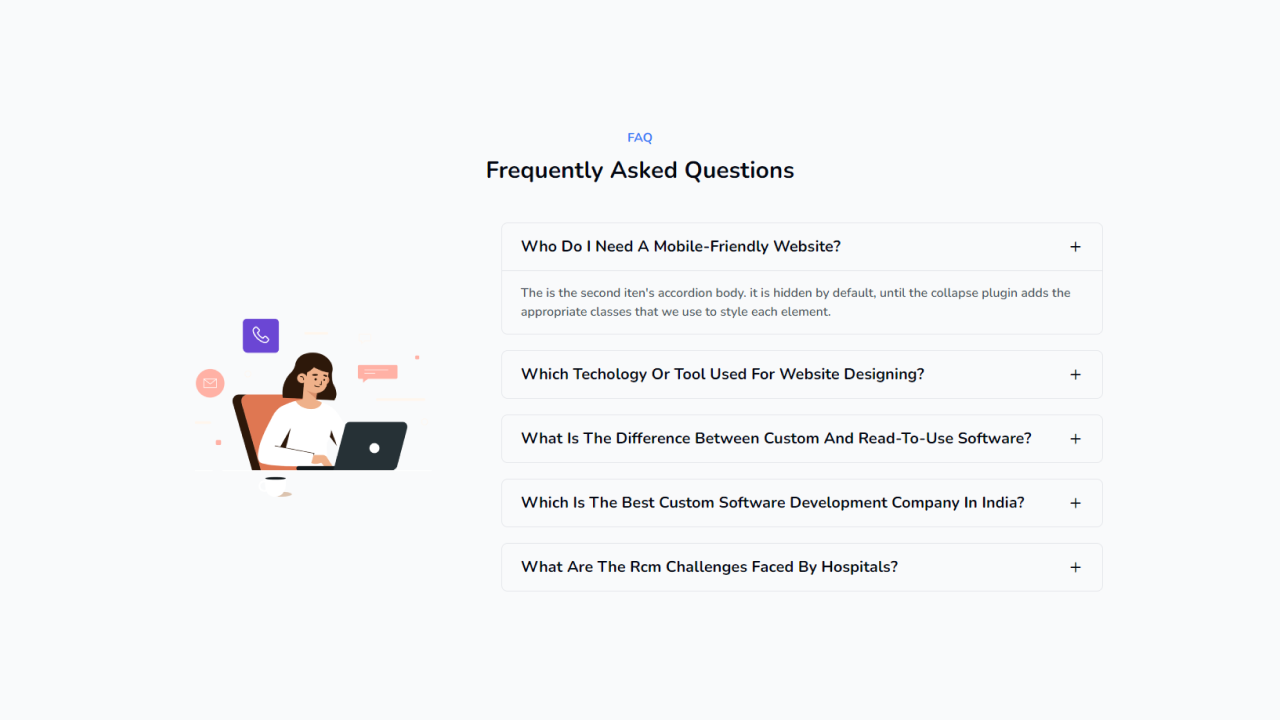 FAQ
Frequently Asked Questions
Who Do I Need A Mobile-Friendly Website?
The is the second iten's accordion body. it is hidden by default, until the collapse plugin adds the
appropriate classes that we use to style each element.
Which Techology Or Tool Used For Website Designing?
What Is The Difference Between Custom And Read-To-Use Software?
Which Is The Best Custom Software Development Company In India?
What Are The Rcm Challenges Faced By Hospitals?